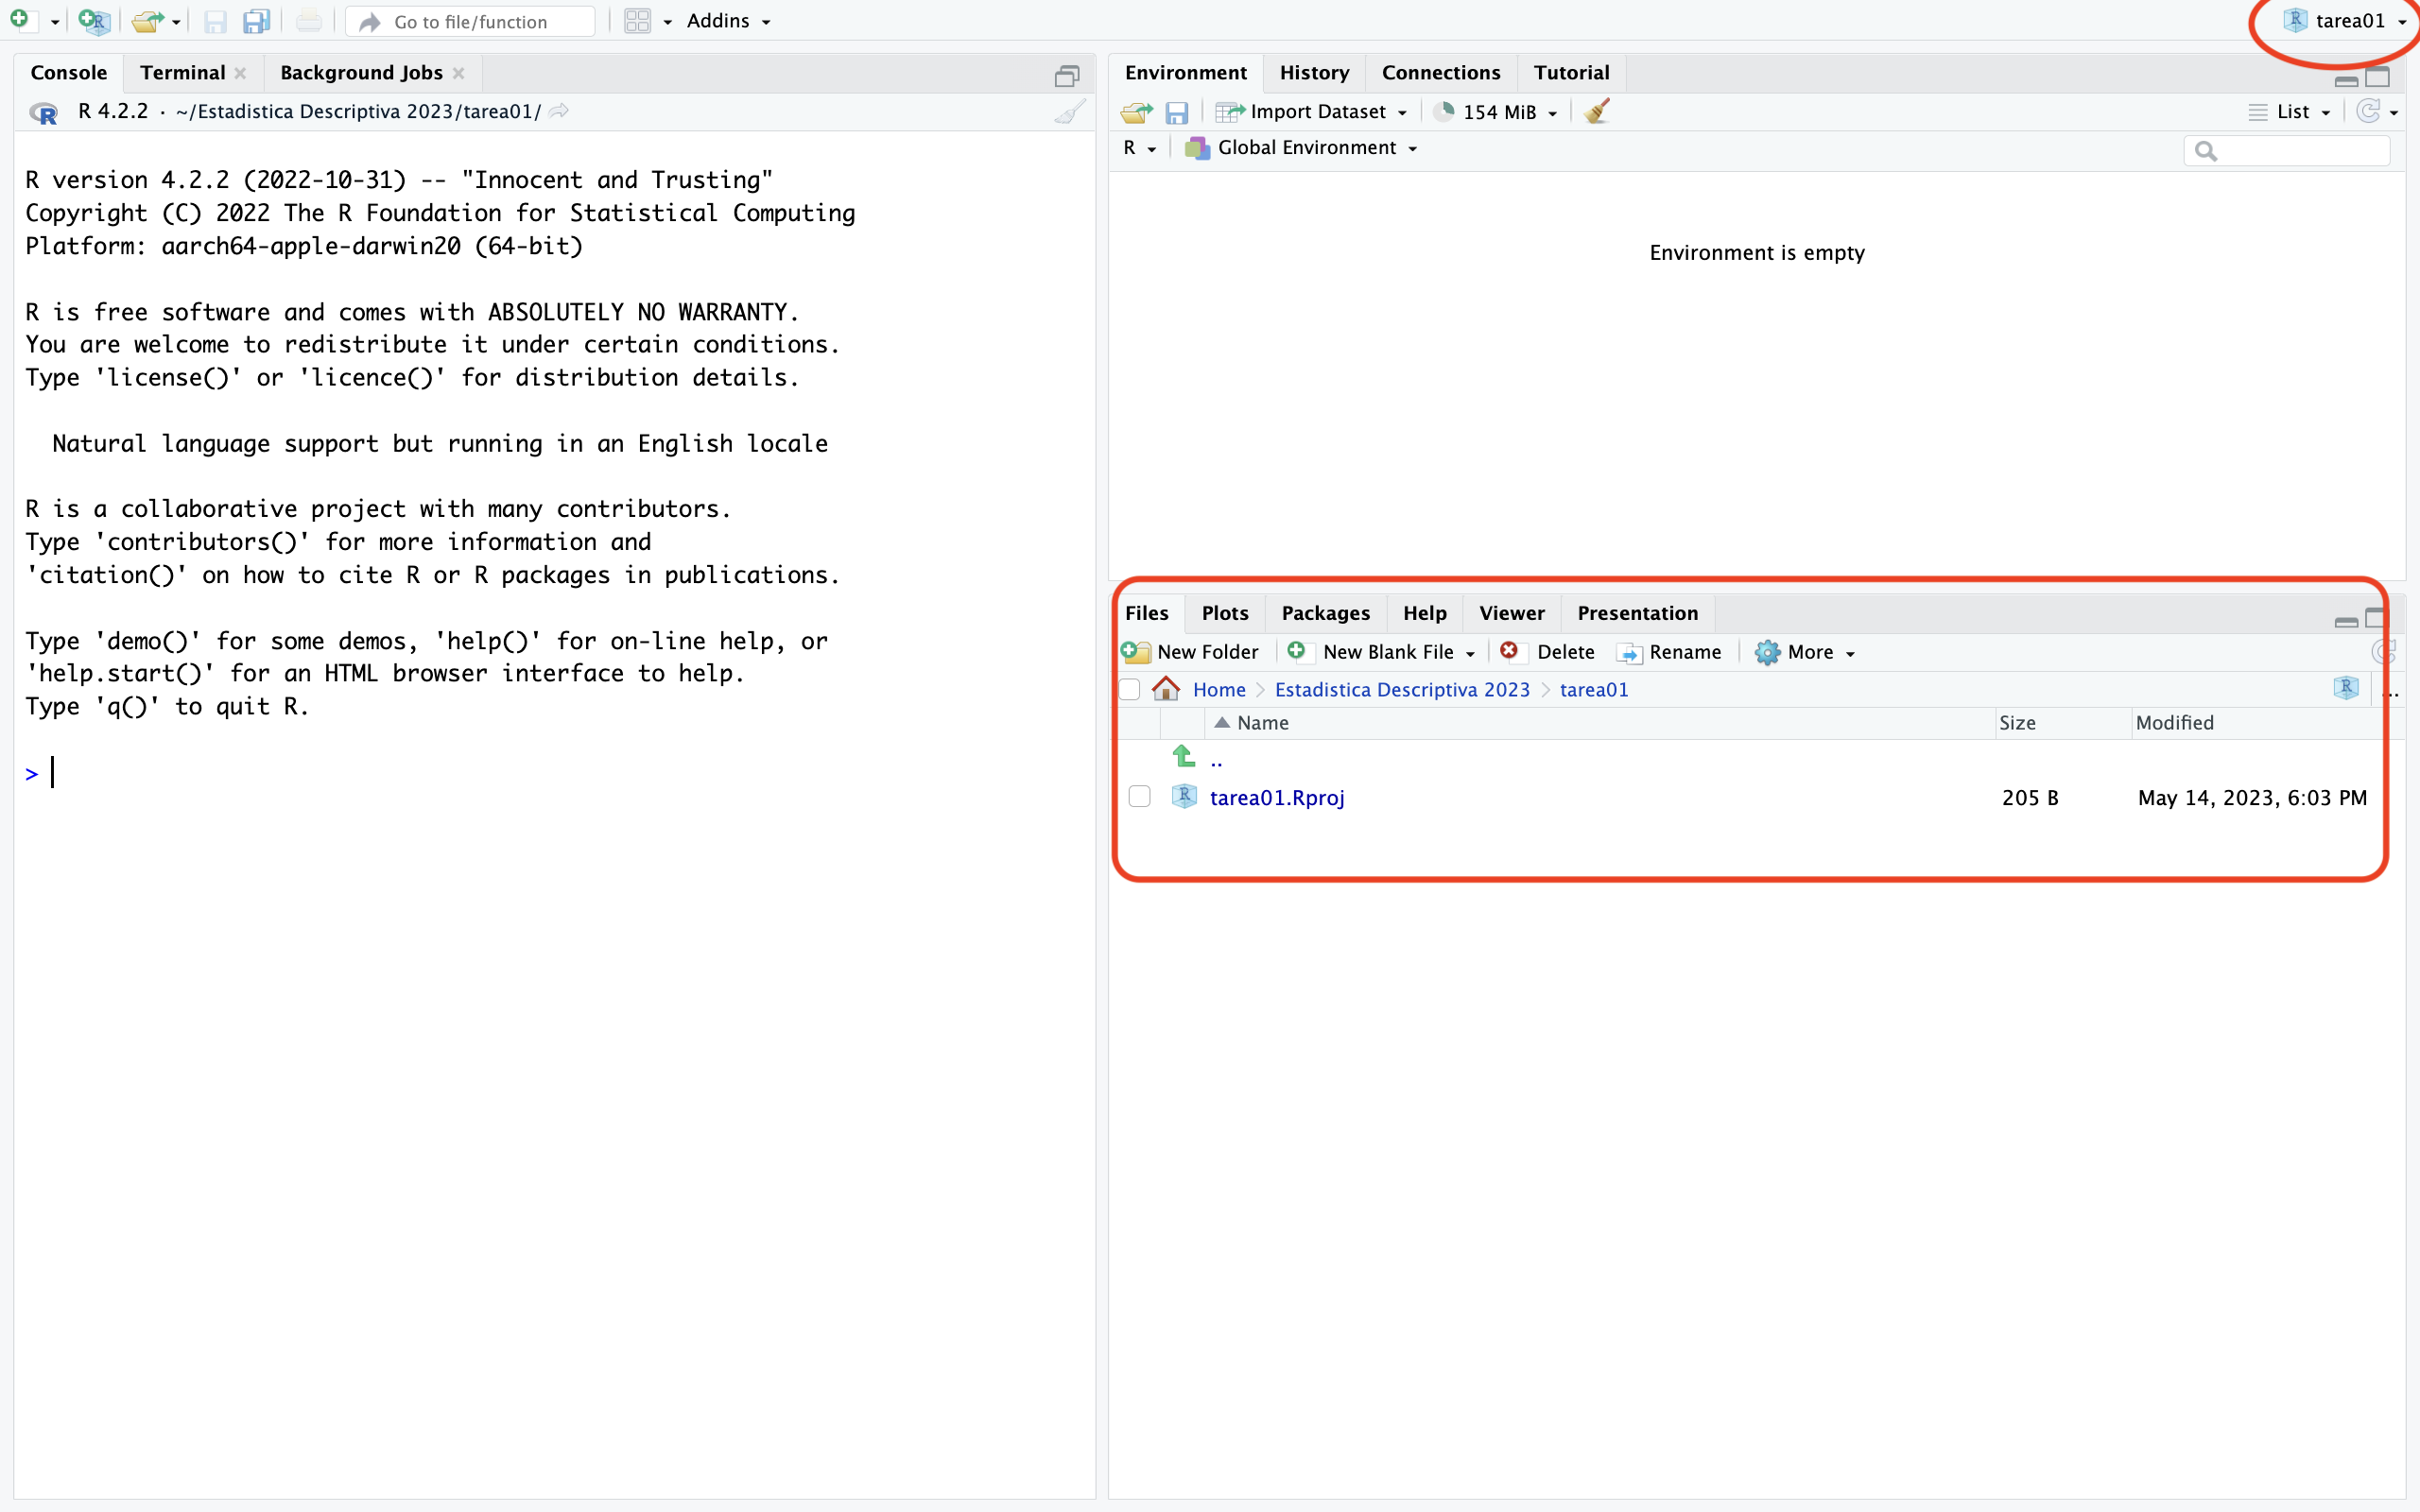 Go to file/function
Addins
tarea01
Console
Terminal
Background Jobs
R 4.2.2 · ~/Estadistica Descriptiva 2023/tarea01/
R version 4.2.2 (2022-10-31) -- "Innocent and Trusting"
Copyright (C) 2022 The R Foundation for Statistical Computing
Platform: aarch64-apple-darwin20 (64-bit)
R is free software and comes with ABSOLUTELY NO WARRANTY.
You are welcome to redistribute it under certain conditions.
Type 'license()' or 'licence()' for distribution details.
Natural language support but running in an English locale
R is a collaborative project with many contributors.
Type 'contributors()' for more information and
'citation()' on how to cite R or R packages in publications.
Type 'demo()' for some demos, 'help()' for on-line help, or
'help.start()' for an HTML browser interface to help.
Type 'q()' to quit R.
>
Environment
History
Connections
Tutorial
Import Dataset
154 MiB
List
R
Global Environment
Environment is empty
Files
Plots
Packages
Help
Viewer
Presentation
New Folder
New Blank File
Delete
Rename
More
Home > Estadistica Descriptiva 2023 > tarea01
...
Name
Size
Modified
..
tarea01.Rproj
205 B
May 14, 2023, 6:03 PM